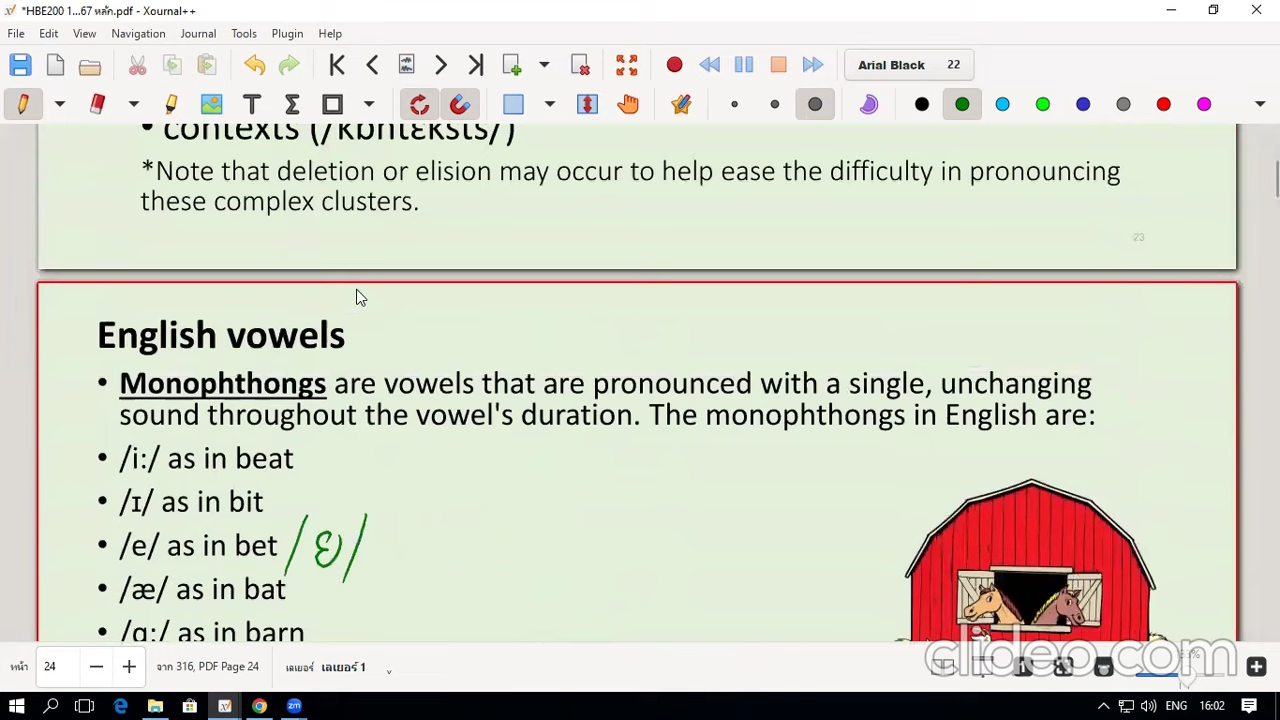 *HBE200 1...67 หลัก.pdf - Xournal++
File Edit View Navigation Journal Tools Plugin Help
Arial Black 22
• contexts (/kɒntɛksts/)
*Note that deletion or elision may occur to help ease the difficulty in pronouncing
these complex clusters.
23
English vowels
• Monophthongs are vowels that are pronounced with a single, unchanging
sound throughout the vowel's duration. The monophthongs in English are:
• /i:/ as in beat
• /ɪ/ as in bit
• /e/ as in bet /ɛ/
• /æ/ as in bat
• /ɑ:/ as in barn
clideo.com
หน้า 24 จาก 316, PDF Page 24 เลเยอร์ เลเยอร์ 1
ENG 16:02